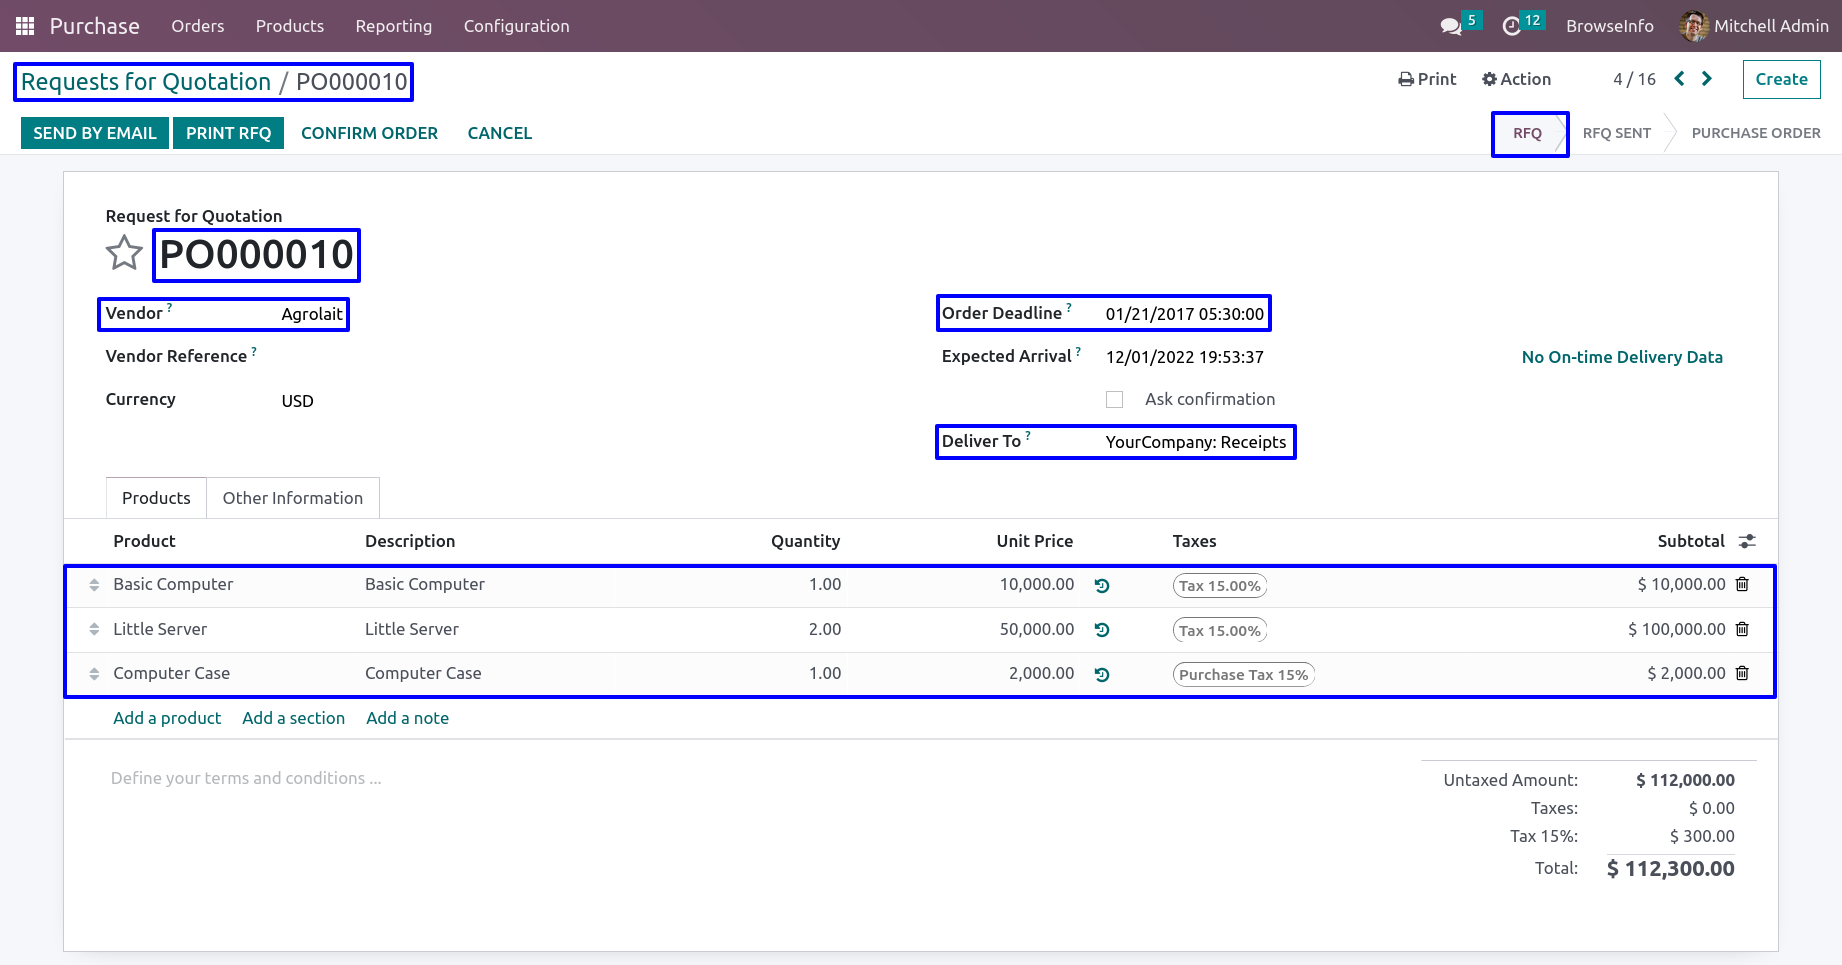 Purchase Orders Products Reporting Configuration 5 12 BrowseInfo Mitchell Admin
Requests for Quotation / PO000010 Print Action 4 / 16 Create
SEND BY EMAIL PRINT RFQ CONFIRM ORDER CANCEL RFQ RFQ SENT PURCHASE ORDER
Request for Quotation
PO000010
Vendor ? Agrolait Order Deadline ? 01/21/2017 05:30:00
Vendor Reference ? Expected Arrival ? 12/01/2022 19:53:37 No On-time Delivery Data
Currency USD Ask confirmation
Deliver To ? YourCompany: Receipts
Products Other Information
Product Description Quantity Unit Price Taxes Subtotal
Basic Computer Basic Computer 1.00 10,000.00 Tax 15.00% $ 10,000.00
Little Server Little Server 2.00 50,000.00 Tax 15.00% $ 100,000.00
Computer Case Computer Case 1.00 2,000.00 Purchase Tax 15% $ 2,000.00
Add a product Add a section Add a note
Define your terms and conditions ...
Untaxed Amount: $ 112,000.00
Taxes: $ 0.00
Tax 15%: $ 300.00
Total: $ 112,300.00